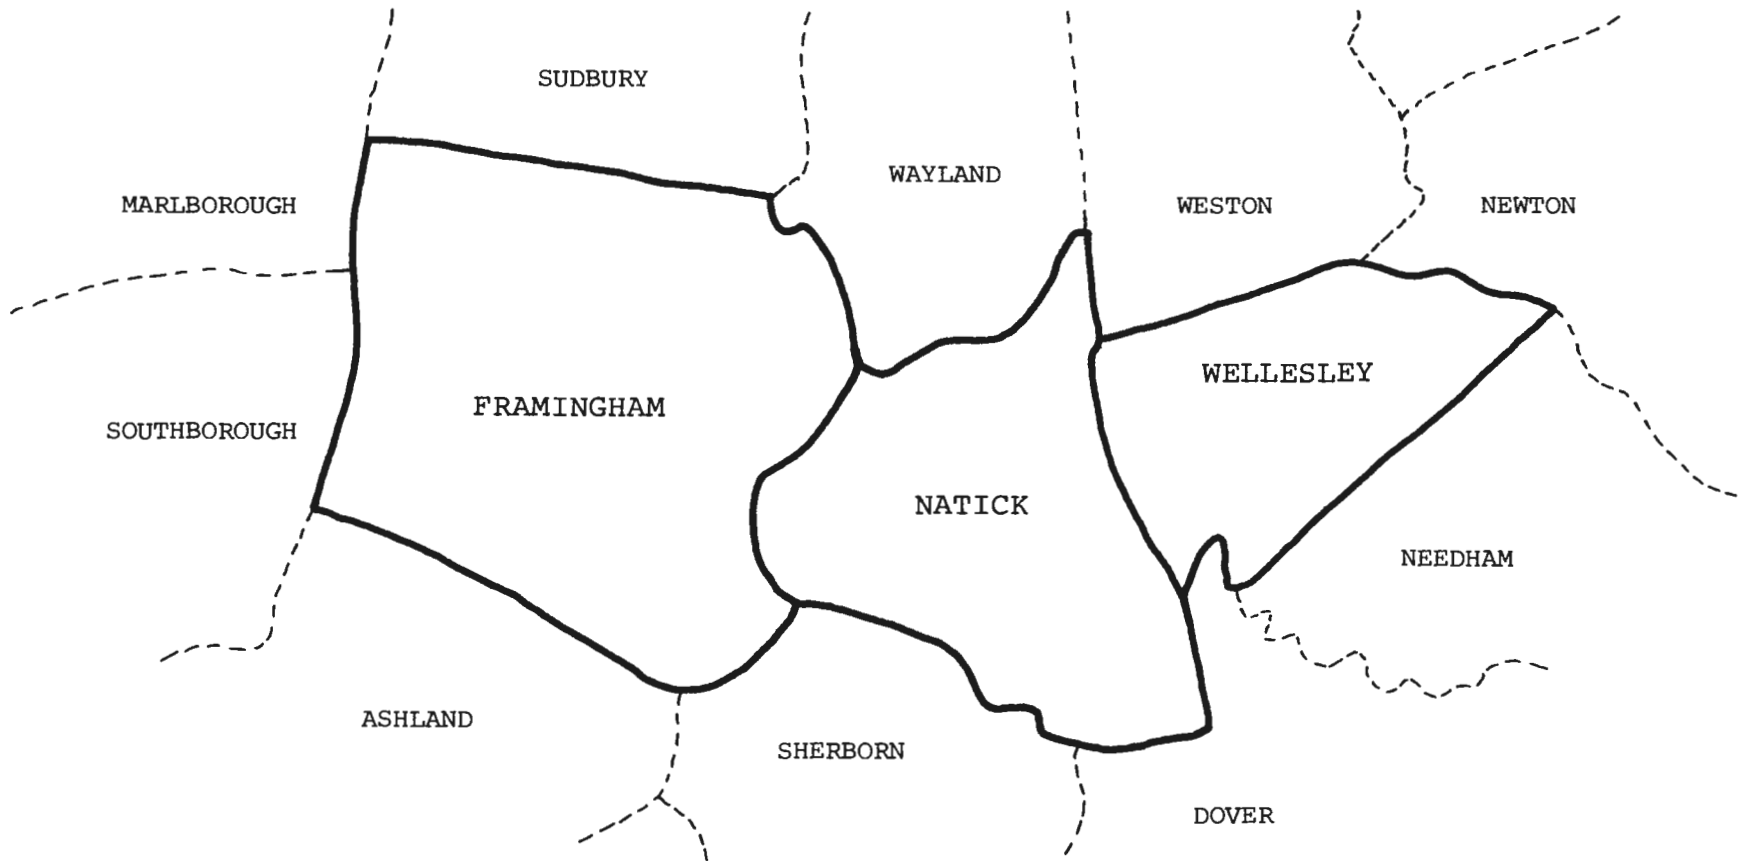 SUDBURY
WAYLAND
MARLBOROUGH
WESTON
NEWTON
WELLESLEY
FRAMINGHAM
SOUTHBOROUGH
NATICK
NEEDHAM
ASHLAND
SHERBORN
DOVER